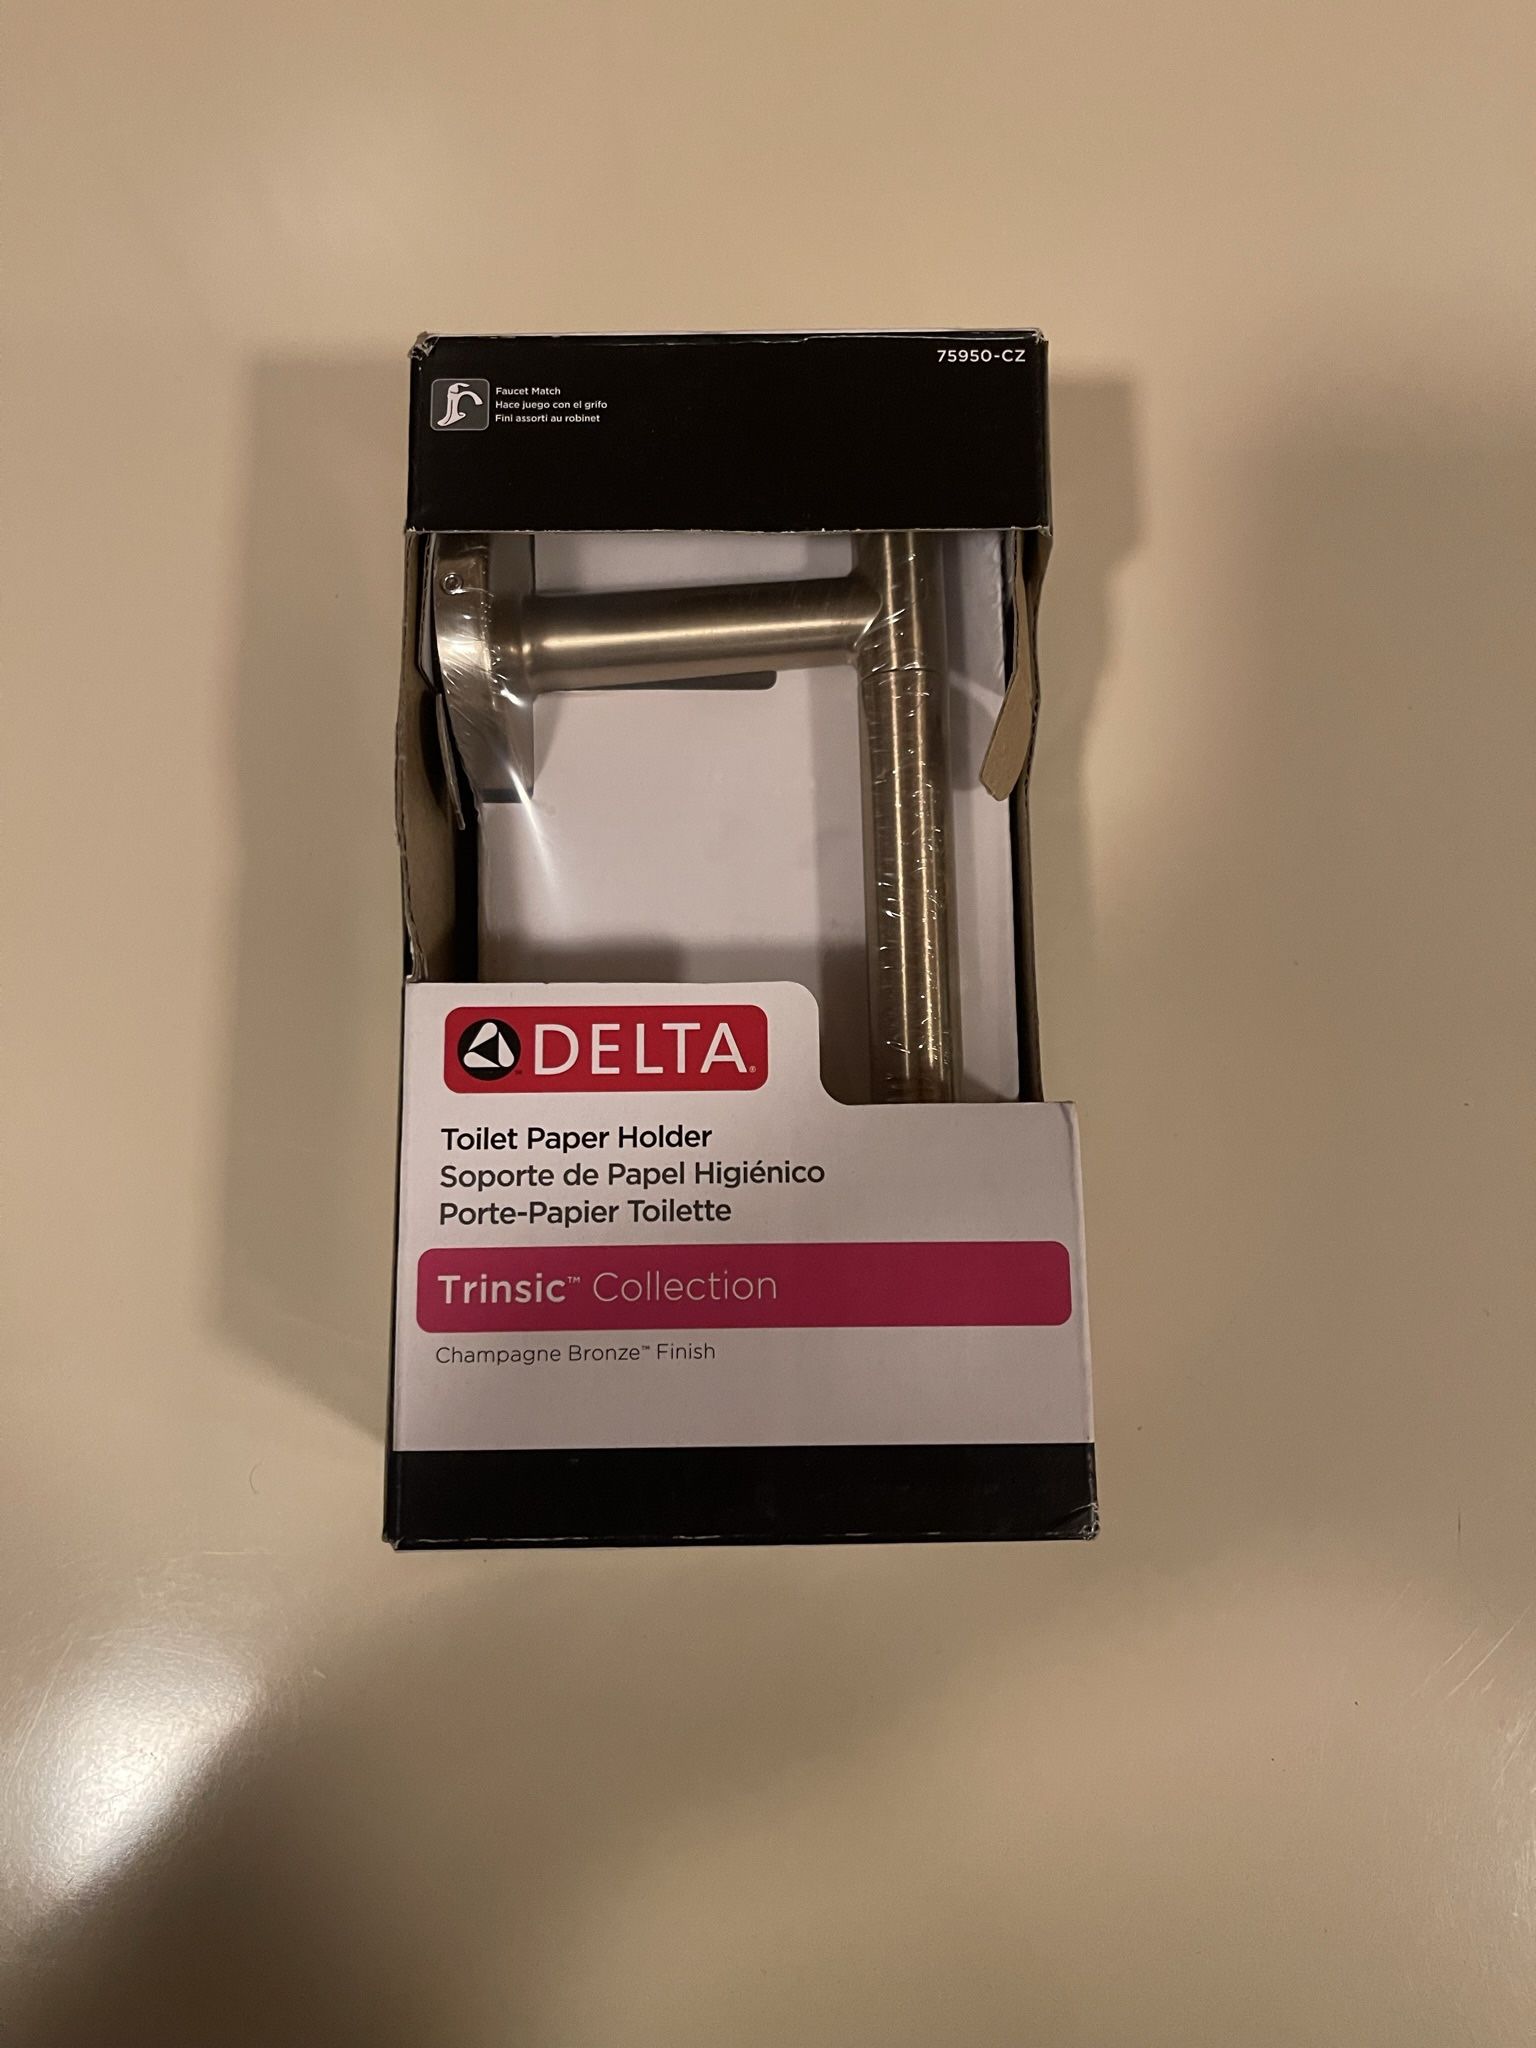 75950-CZ
Faucet Match
Hace juego con el grifo
Fini assorti au robinet
DELTA®
Toilet Paper Holder
Soporte de Papel Higiénico
Porte-Papier Toilette
Trinsic™ Collection
Champagne Bronze™ Finish